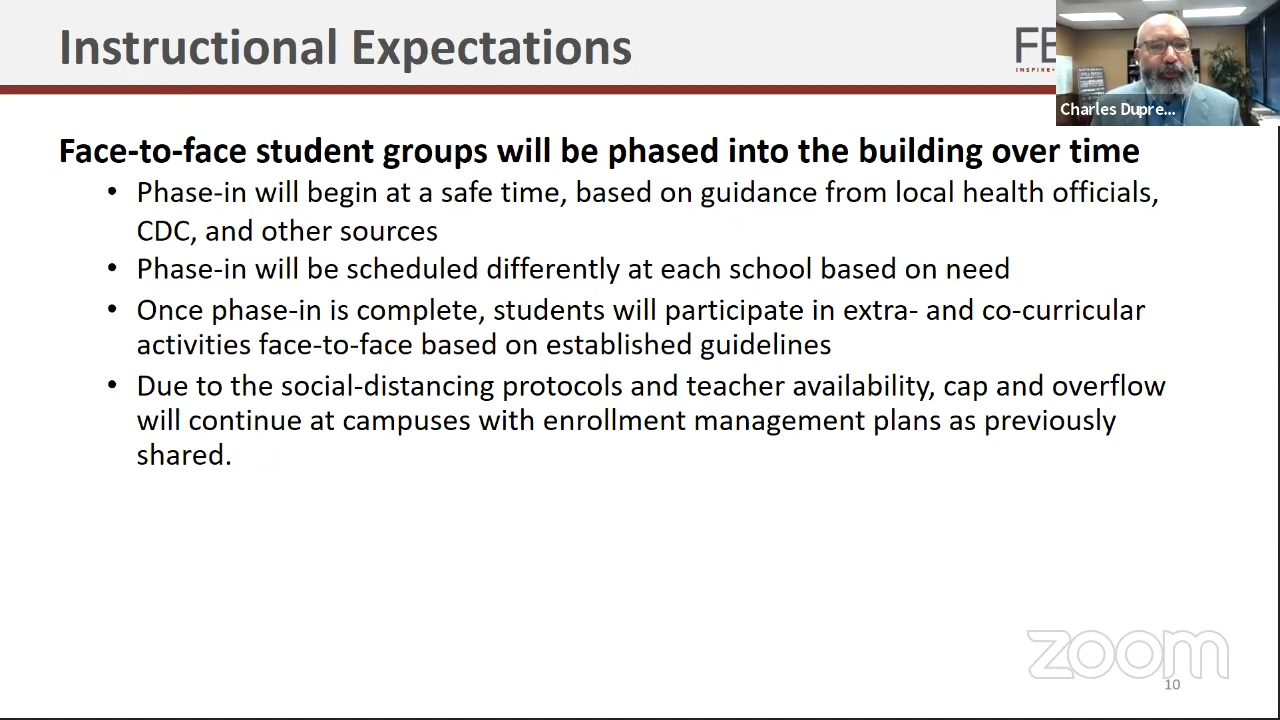 Instructional Expectations
FE
INSPIRE•
Charles Dupre...
Face-to-face student groups will be phased into the building over time
• Phase-in will begin at a safe time, based on guidance from local health officials,
CDC, and other sources
• Phase-in will be scheduled differently at each school based on need
• Once phase-in is complete, students will participate in extra- and co-curricular
activities face-to-face based on established guidelines
• Due to the social-distancing protocols and teacher availability, cap and overflow
will continue at campuses with enrollment management plans as previously
shared.
zoom
10